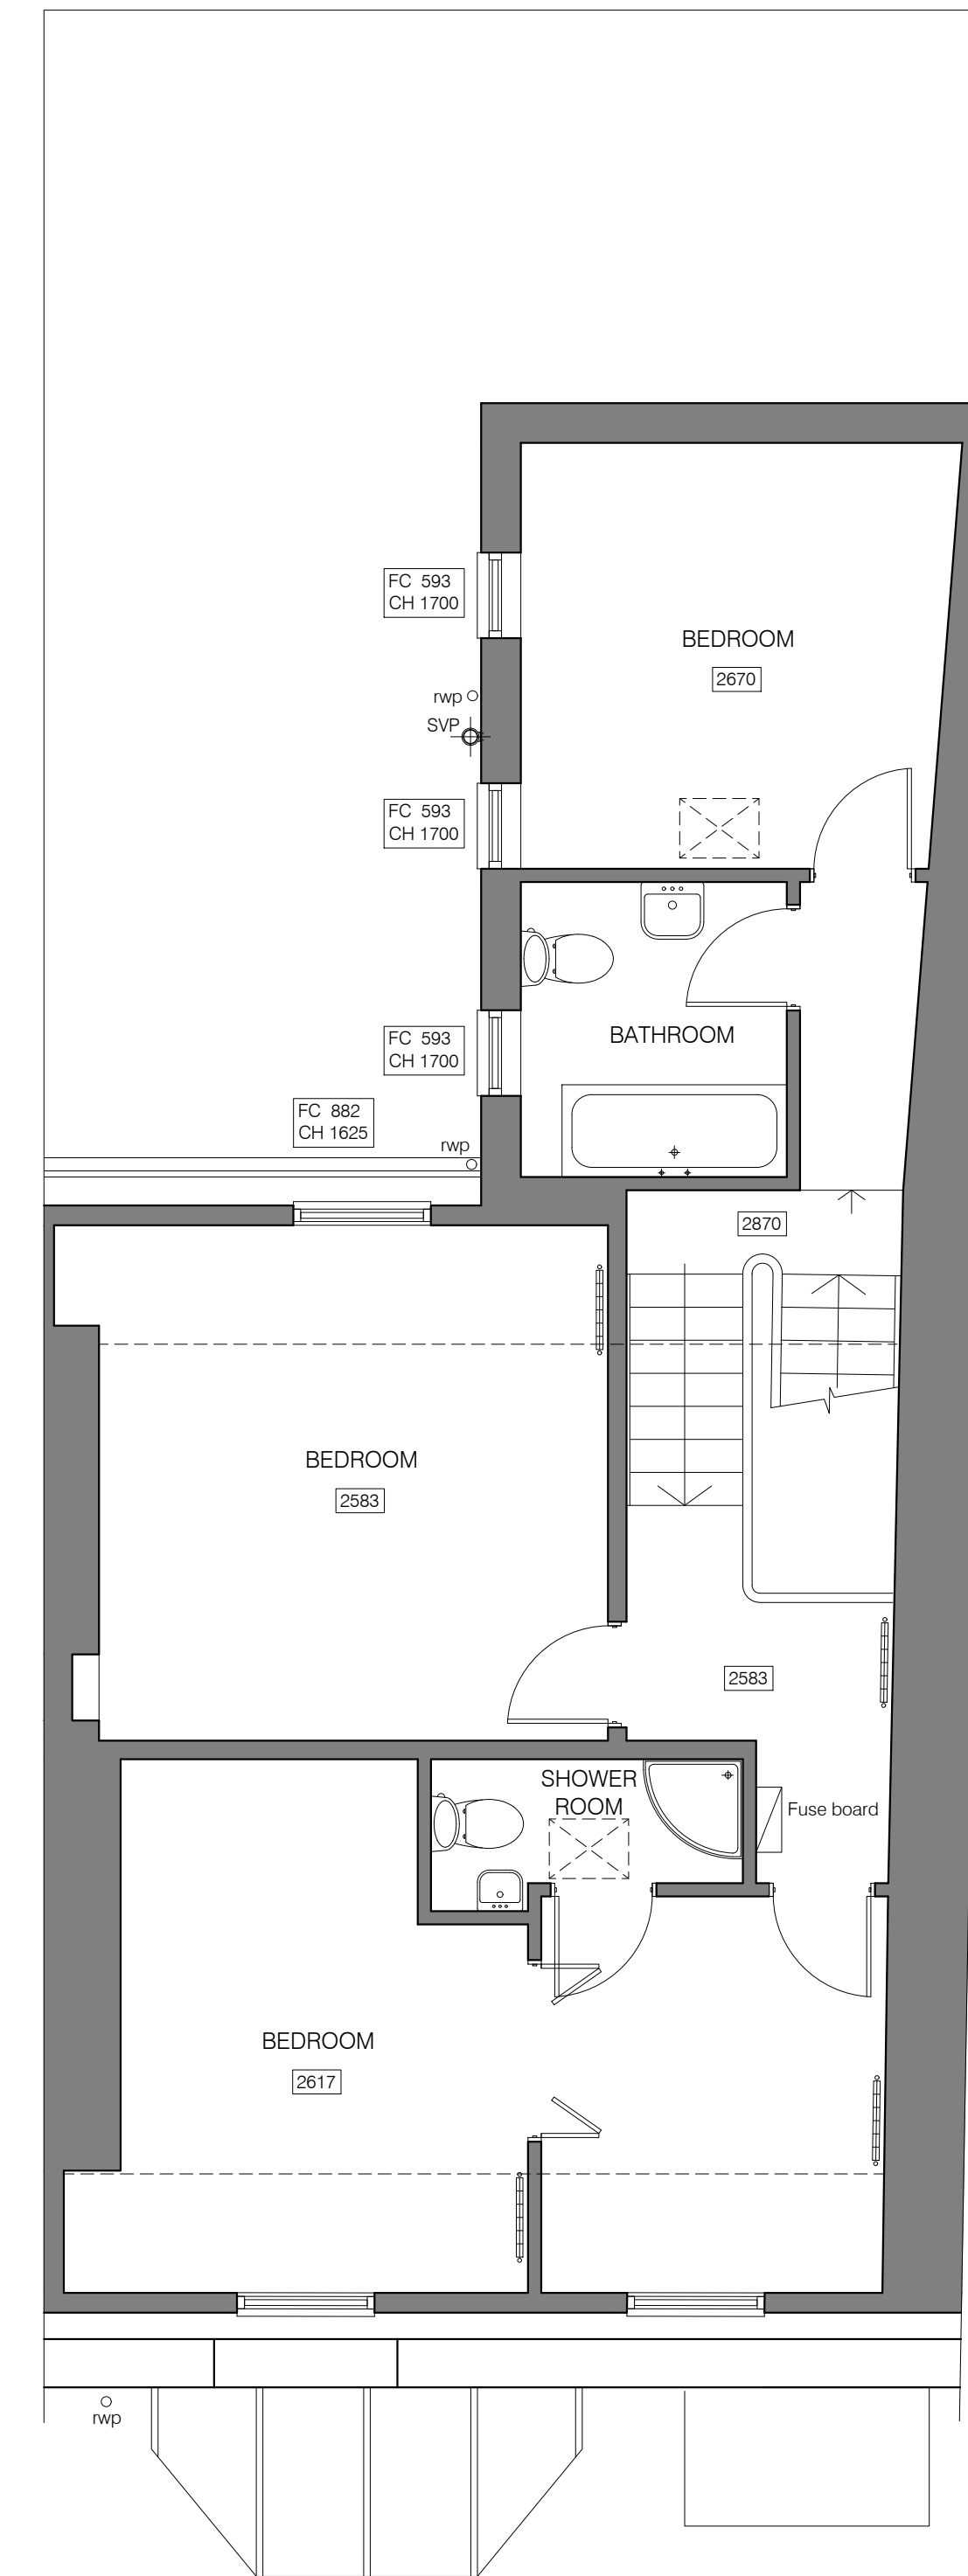 FC 593
CH 1700
BEDROOM
2670
rwp
SVP
FC 593
CH 1700
BATHROOM
FC 593
CH 1700
FC 882
CH 1625
rwp
2870
BEDROOM
2583
2583
SHOWER
ROOM
Fuse board
BEDROOM
2617
rwp